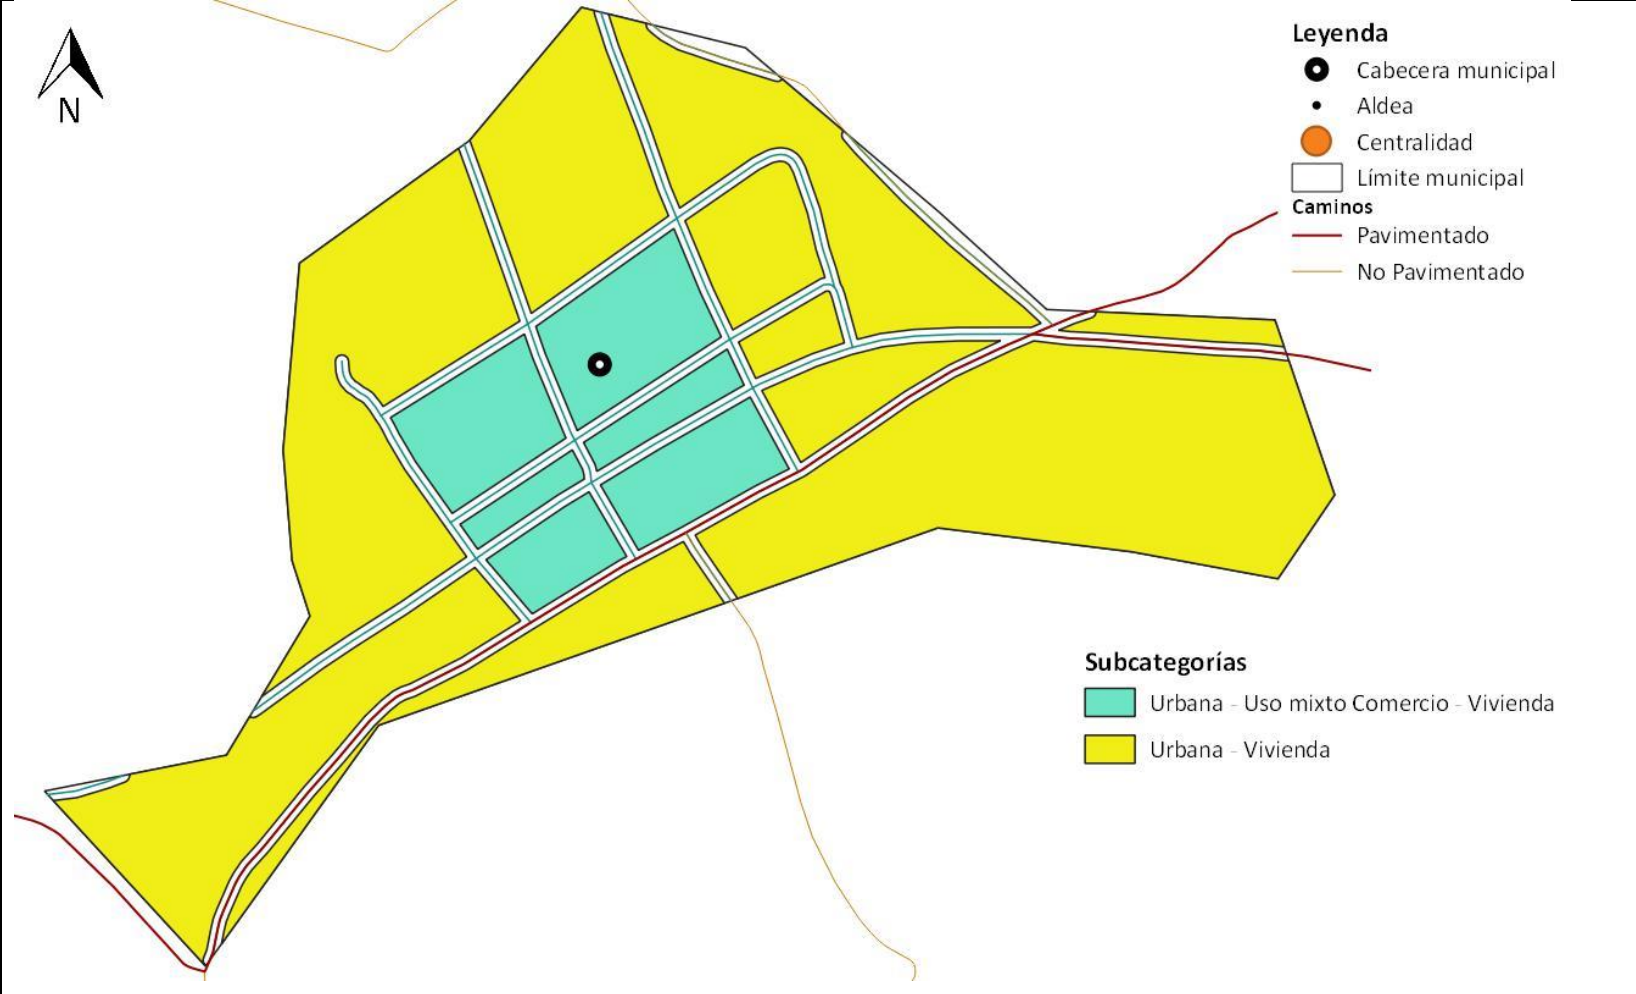 N
Leyenda
Cabecera municipal
Aldea
Centralidad
Límite municipal
Caminos
Pavimentado
No Pavimentado
Subcategorías
Urbana - Uso mixto Comercio - Vivienda
Urbana - Vivienda